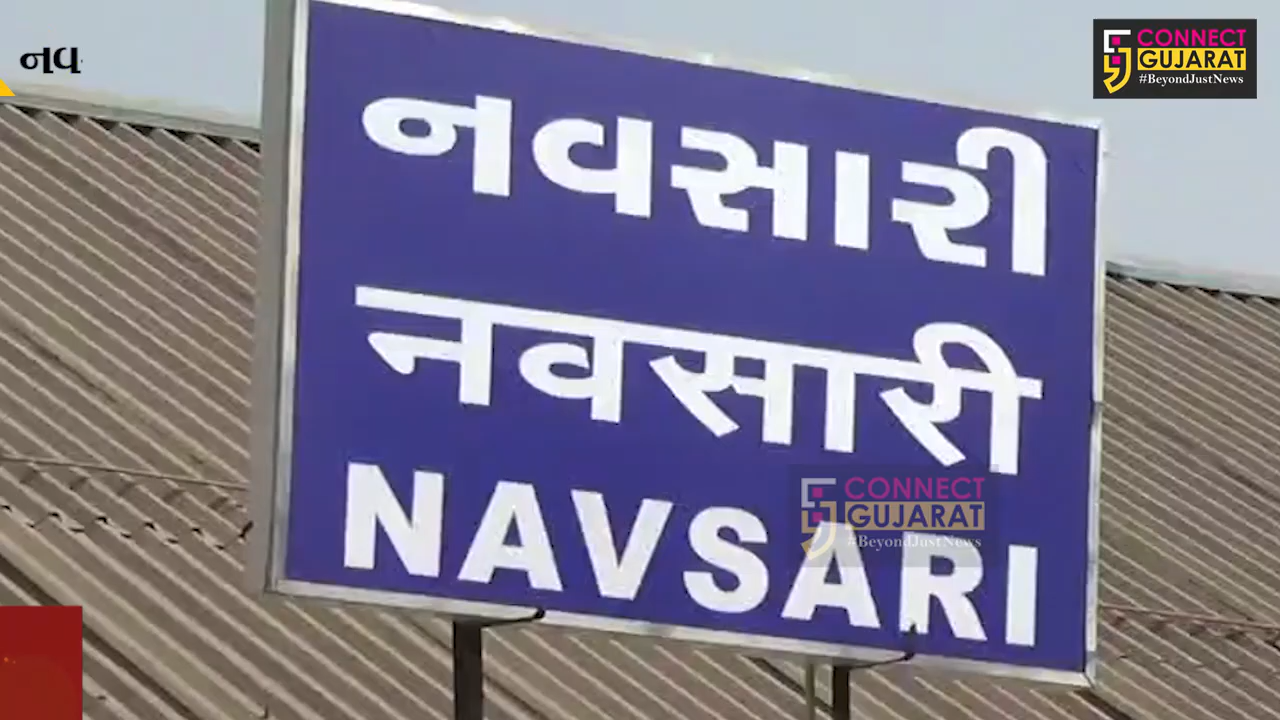 નવ
CONNECT
GUJARAT
#BeyondJustNews
નવસારી
नवसारी
NAVSARI
CONNECT
GUJARAT
#BeyondJustNews